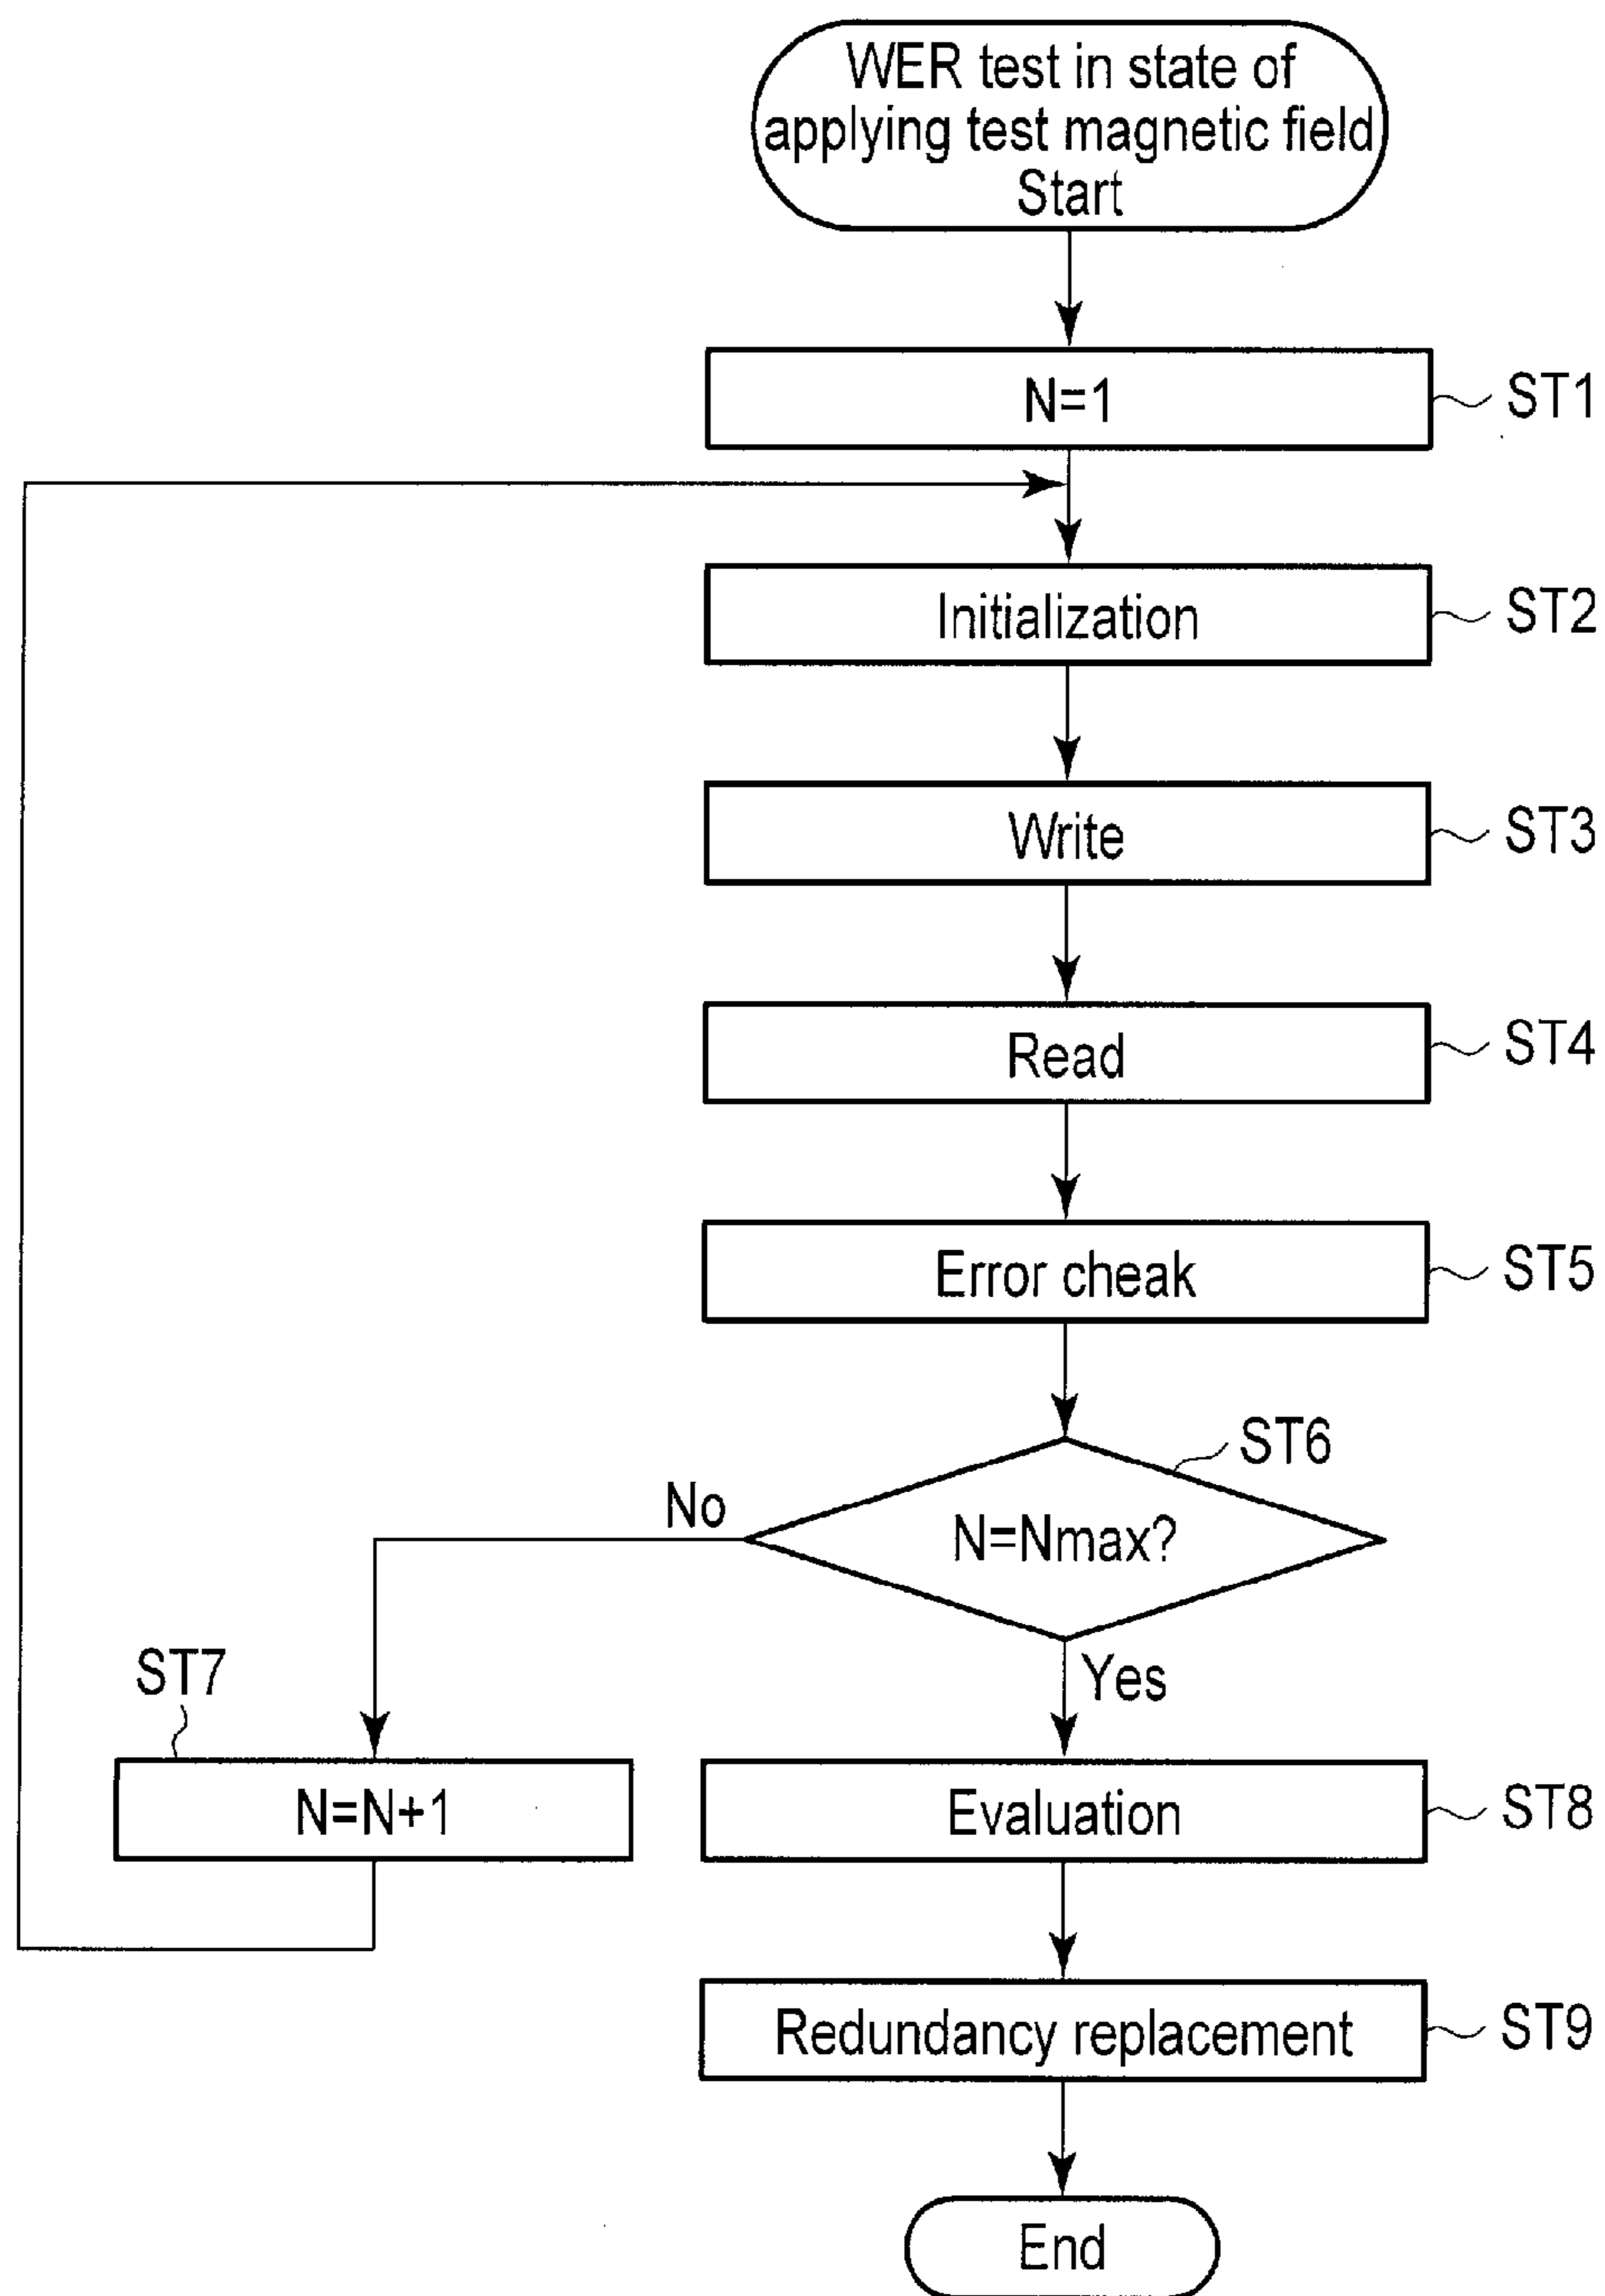 WER test in state of
applying test magnetic field
Start
N=1
ST1
Initialization
ST2
Write
ST3
Read
ST4
Error cheak
ST5
ST6
N=Nmax?
No
Yes
ST7
N=N+1
Evaluation
ST8
Redundancy replacement
ST9
End